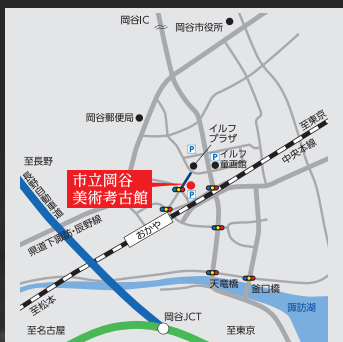 岡谷IC
岡谷市役所
岡谷郵便局
イルフ
プラザ
至東京
P
P
イルフ
童画館
中央本線
至長野
市立岡谷
美術考古館
P
長野自動車道
おかや
県道下諏訪・辰野線
天竜橋
釜口橋
至松本
諏訪湖
岡谷JCT
至名古屋
至東京